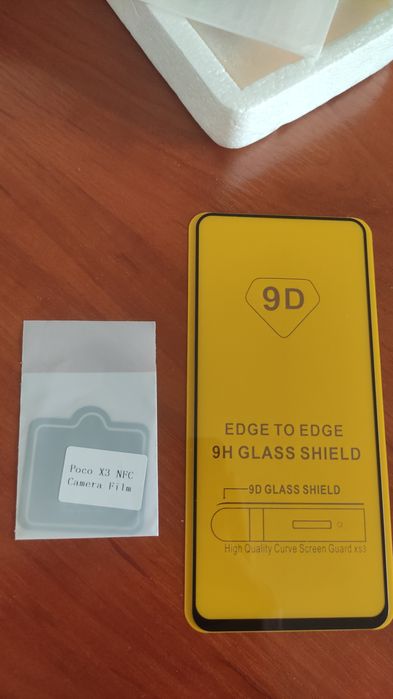 9D
EDGE TO EDGE
9H GLASS SHIELD
9D GLASS SHIELD
High Quality Curve Screen Guard xs3
Poco X3 NFC
Camera Film